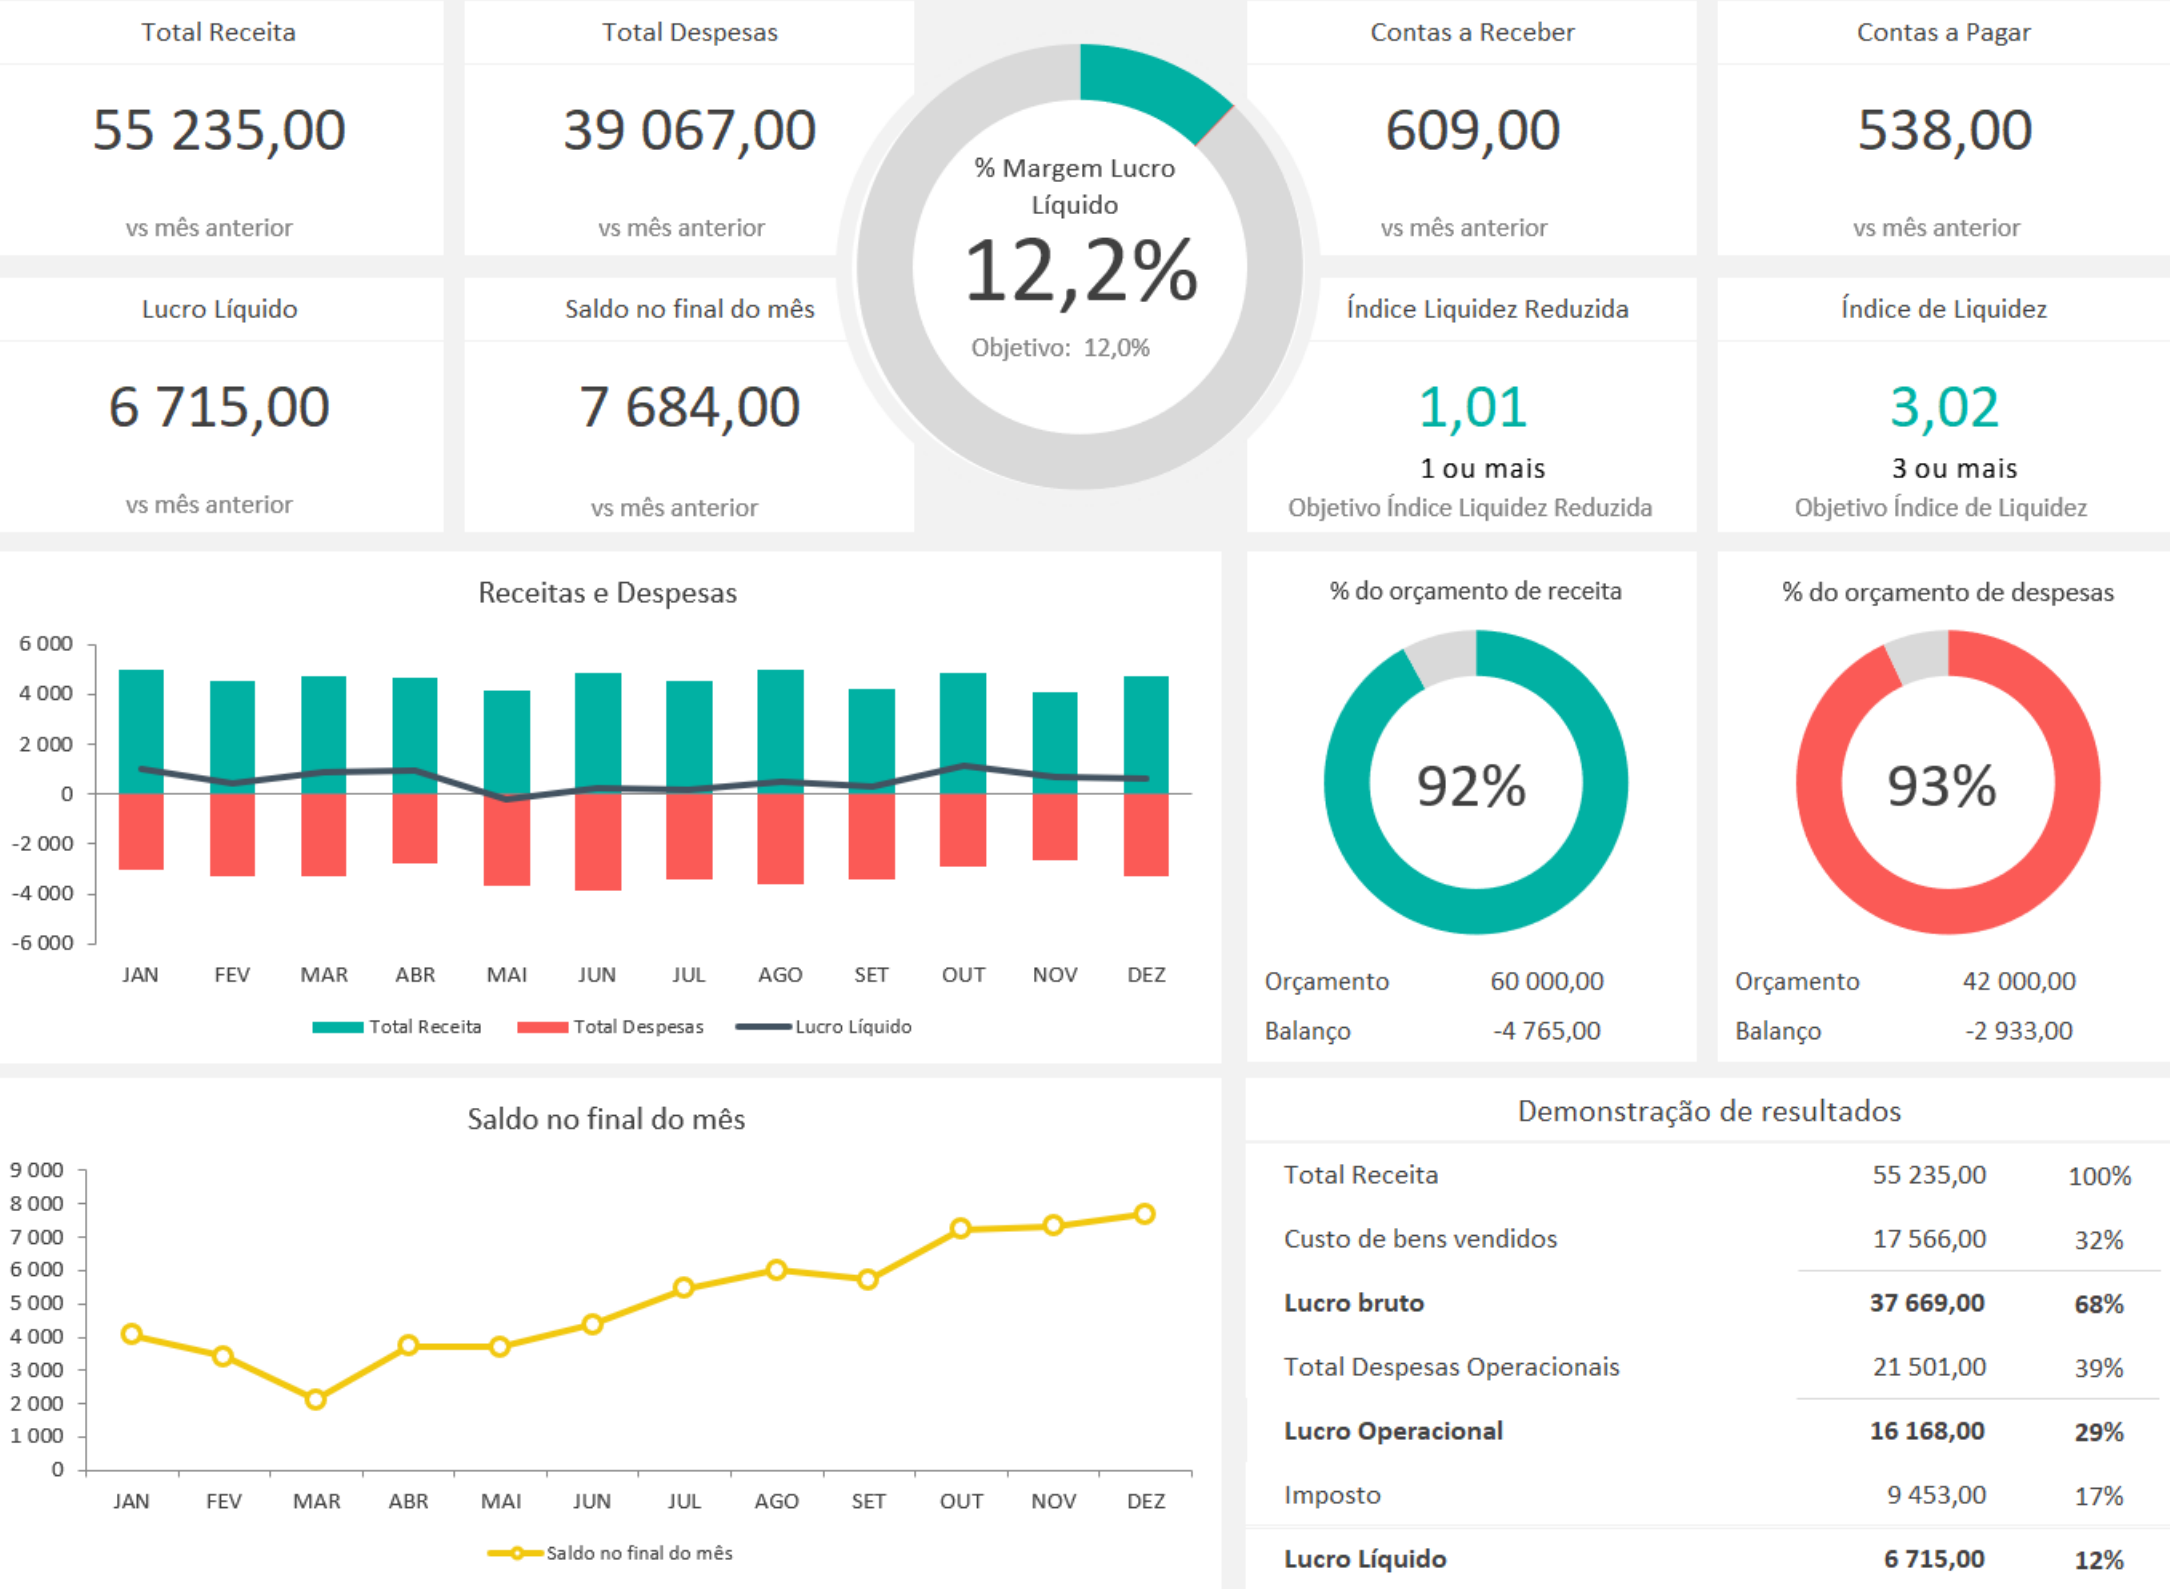 Total Receita
55 235,00
vs mês anterior
Total Despesas
39 067,00
vs mês anterior
% Margem Lucro
Líquido
12,2%
Objetivo: 12,0%
Contas a Receber
609,00
vs mês anterior
Contas a Pagar
538,00
vs mês anterior
Lucro Líquido
6 715,00
vs mês anterior
Saldo no final do mês
7 684,00
vs mês anterior
Índice Liquidez Reduzida
1,01
1 ou mais
Objetivo Índice Liquidez Reduzida
Índice de Liquidez
3,02
3 ou mais
Objetivo Índice de Liquidez
Receitas e Despesas
6 000
4 000
2 000
0
-2 000
-4 000
-6 000
JAN FEV MAR ABR MAI JUN JUL AGO SET OUT NOV DEZ
Total Receita Total Despesas Lucro Líquido
% do orçamento de receita
92%
Orçamento 60 000,00
Balanço -4 765,00
% do orçamento de despesas
93%
Orçamento 42 000,00
Balanço -2 933,00
Saldo no final do mês
9 000
8 000
7 000
6 000
5 000
4 000
3 000
2 000
1 000
0
JAN FEV MAR ABR MAI JUN JUL AGO SET OUT NOV DEZ
Saldo no final do mês
Demonstração de resultados
Total Receita 55 235,00 100%
Custo de bens vendidos 17 566,00 32%
Lucro bruto 37 669,00 68%
Total Despesas Operacionais 21 501,00 39%
Lucro Operacional 16 168,00 29%
Imposto 9 453,00 17%
Lucro Líquido 6 715,00 12%